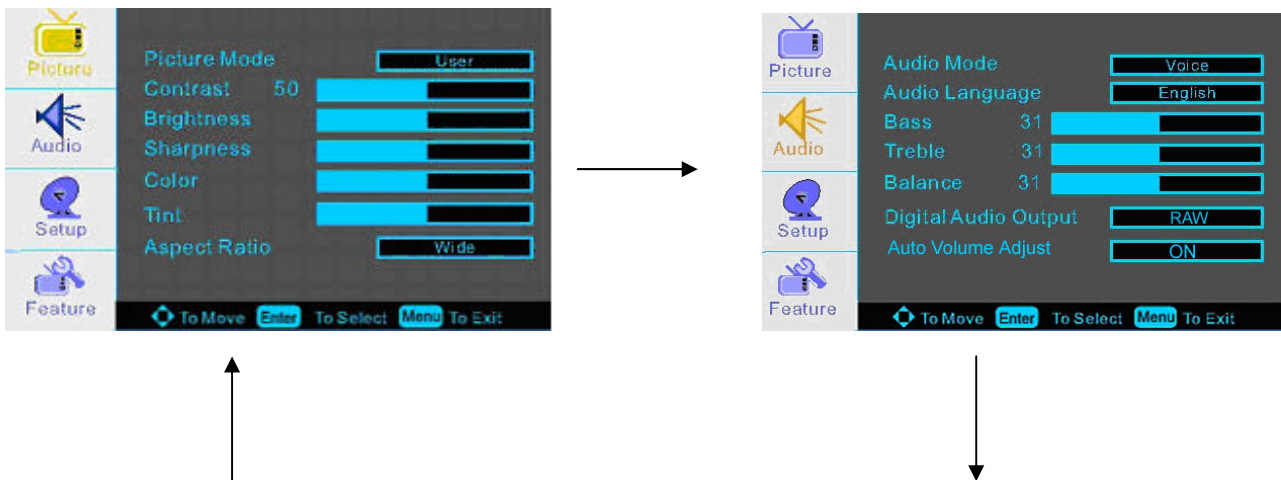 Picture
Audio
Setup
Feature
Picture Mode User
Contrast 50
Brightness
Sharpness
Color
Tint
Aspect Ratio Wide
To Move Enter To Select Menu To Exit
Picture
Audio
Setup
Feature
Audio Mode Voice
Audio Language English
Bass 31
Treble 31
Balance 31
Digital Audio Output RAW
Auto Volume Adjust ON
To Move Enter To Select Menu To Exit